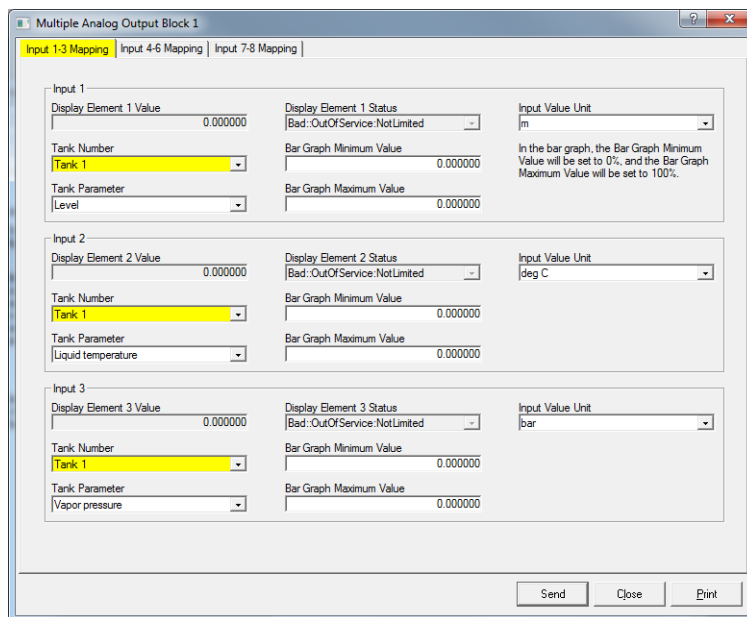 Multiple Analog Output Block 1
Input 1-3 Mapping Input 4-6 Mapping Input 7-8 Mapping
Input 1
Display Element 1 Value Display Element 1 Status Input Value Unit
0.000000 Bad::OutOfService:NotLimited m
Tank Number Bar Graph Minimum Value In the bar graph, the Bar Graph Minimum
Tank 1 0.000000 Value will be set to 0%, and the Bar Graph
Maximum Value will be set to 100%.
Tank Parameter Bar Graph Maximum Value
Level 0.000000
Input 2
Display Element 2 Value Display Element 2 Status Input Value Unit
0.000000 Bad::OutOfService:NotLimited deg C
Tank Number Bar Graph Minimum Value
Tank 1 0.000000
Tank Parameter Bar Graph Maximum Value
Liquid temperature 0.000000
Input 3
Display Element 3 Value Display Element 3 Status Input Value Unit
0.000000 Bad::OutOfService:NotLimited bar
Tank Number Bar Graph Minimum Value
Tank 1 0.000000
Tank Parameter Bar Graph Maximum Value
Vapor pressure 0.000000
Send Close Print